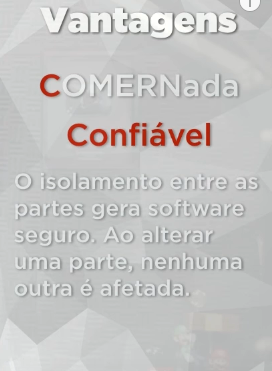 Vantagens
COMERNada
Confiável
O isolamento entre as
partes gera software
seguro. Ao alterar
uma parte, nenhuma
outra é afetada.